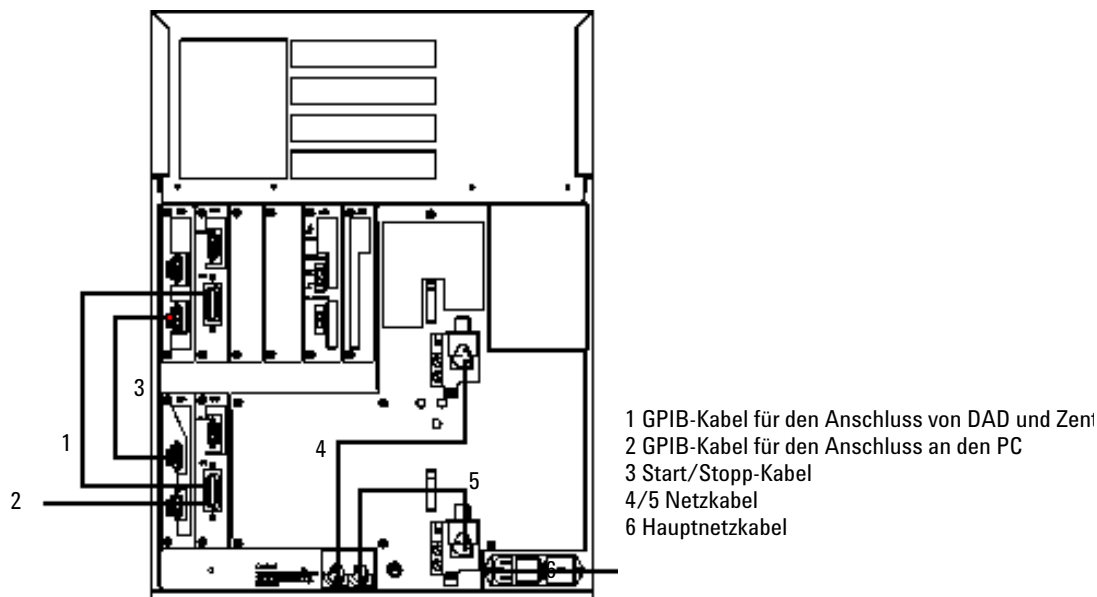 3
1
2
4
5
6
1 GPIB-Kabel für den Anschluss von DAD und Zent
2 GPIB-Kabel für den Anschluss an den PC
3 Start/Stopp-Kabel
4/5 Netzkabel
6 Hauptnetzkabel